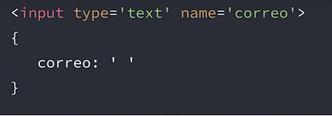 <input type='text' name='correo'>
{
correo: ' '
}